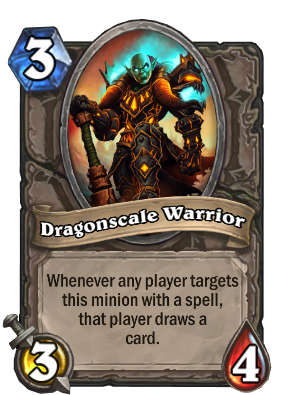 3
Dragonscale Warrior
Whenever any player targets
this minion with a spell,
that player draws a
card.
3
4